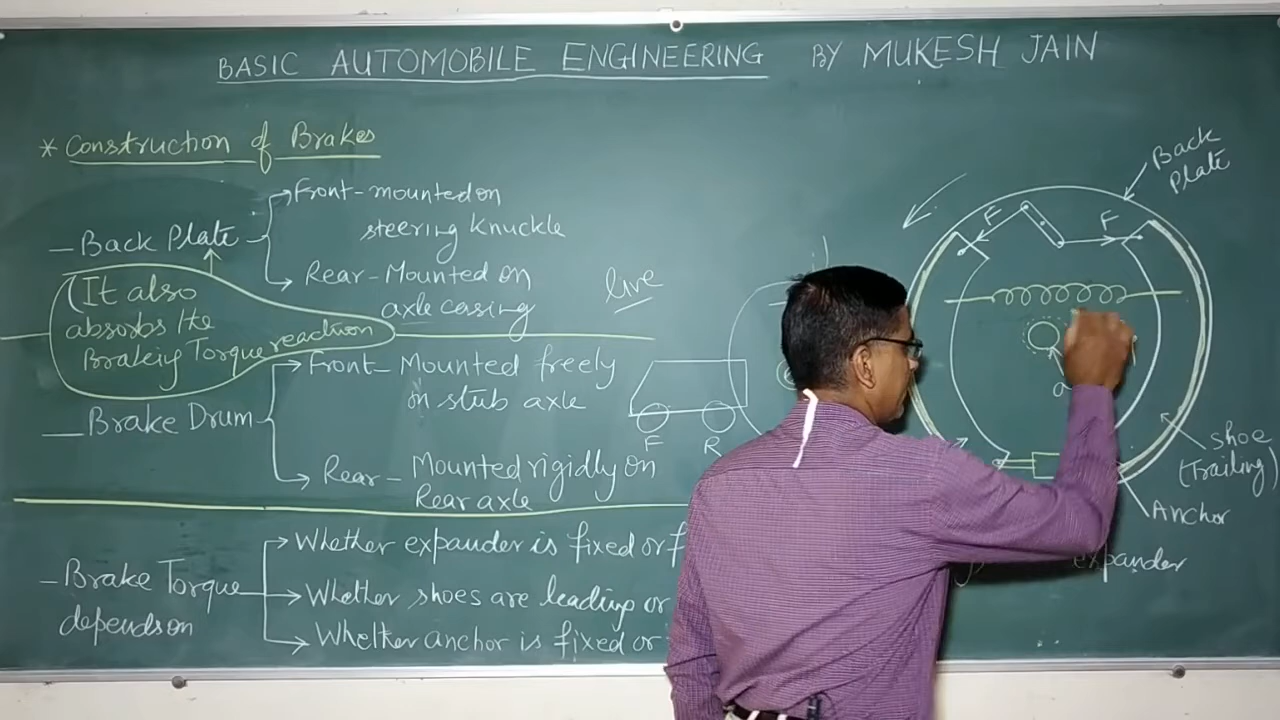 BASIC AUTOMOBILE ENGINEERING BY MUKESH JAIN
* Construction of Brakes
Back Plate
Front - mounted on
steering knuckle
Rear - Mounted on
axle casing
(It also
absorbs the
Braking Torque reaction
live
Brake Drum
Front - Mounted freely
on stub axle
Rear - Mounted rigidly on
Rear axle
F
R
Brake Torque
depends on
Whether expander is fixed or
Whether shoes are leading or
Whether anchor is fixed or
Back
Plate
F
F
shoe
(Trailing)
Anchor
expander